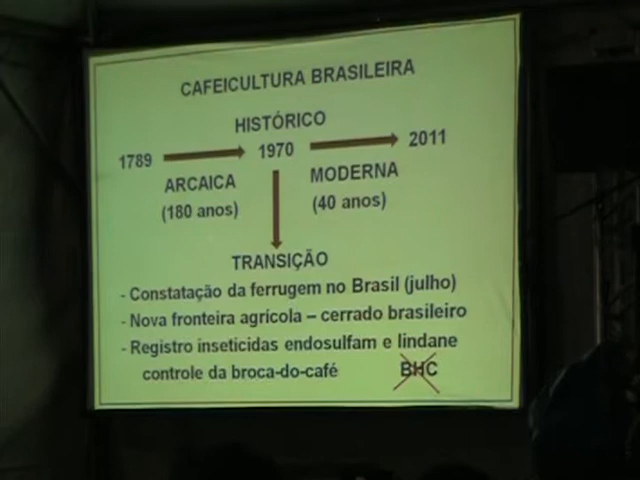 CAFEICULTURA BRASILEIRA
HISTÓRICO
1789 1970 2011
ARCAICA MODERNA
(180 anos) (40 anos)
TRANSIÇÃO
- Constatação da ferrugem no Brasil (julho)
- Nova fronteira agrícola – cerrado brasileiro
- Registro inseticidas endosulfam e lindane
controle da broca-do-café BHC